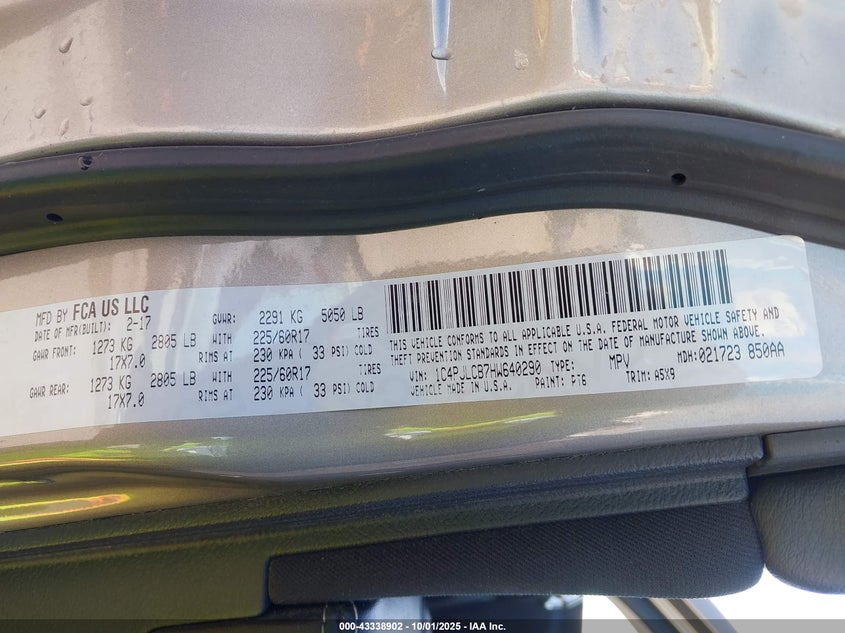 MFD BY FCA US LLC
DATE OF MFR(BUILT): 2-17 GVWR: 2291 KG 5050 LB
GAWR FRONT: 1273 KG 2805 LB WITH 225/60R17 TIRES
17X7.0 RIMS AT 230 KPA ( 33 PSI) COLD
GAWR REAR: 1273 KG 2805 LB WITH 225/60R17 TIRES
17X7.0 RIMS AT 230 KPA ( 33 PSI) COLD
THIS VEHICLE CONFORMS TO ALL APPLICABLE U.S.A. FEDERAL MOTOR VEHICLE SAFETY AND
THEFT PREVENTION STANDARDS IN EFFECT ON THE DATE OF MANUFACTURE SHOWN ABOVE.
VIN: 1C4PJLCB7HW640290 TYPE: MPV MDH: 021723 850AA
VEHICLE MADE IN U.S.A. PAINT: PTG TRIM: A5X9
000-43338902 - 10/01/2025 - IAA Inc.